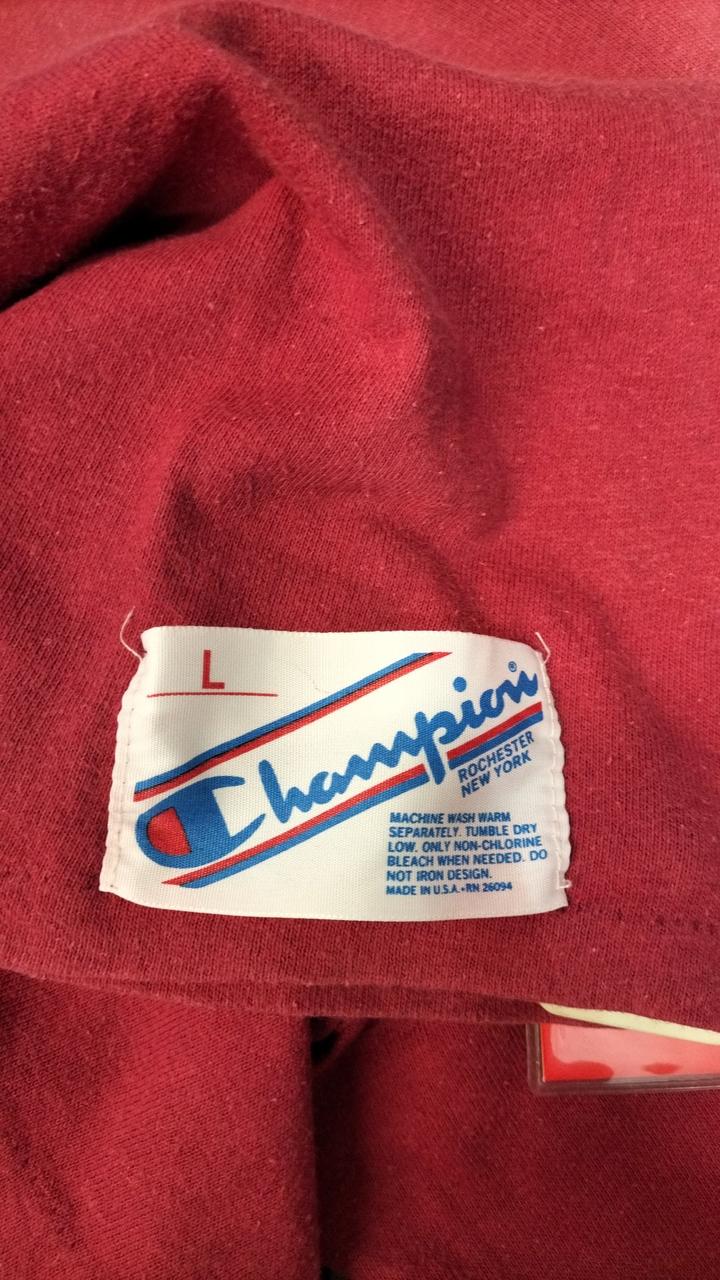 L
Champion®
ROCHESTER
NEW YORK
MACHINE WASH WARM
SEPARATELY. TUMBLE DRY
LOW. ONLY NON-CHLORINE
BLEACH WHEN NEEDED. DO
NOT IRON DESIGN.
MADE IN U.S.A.•RN 26094